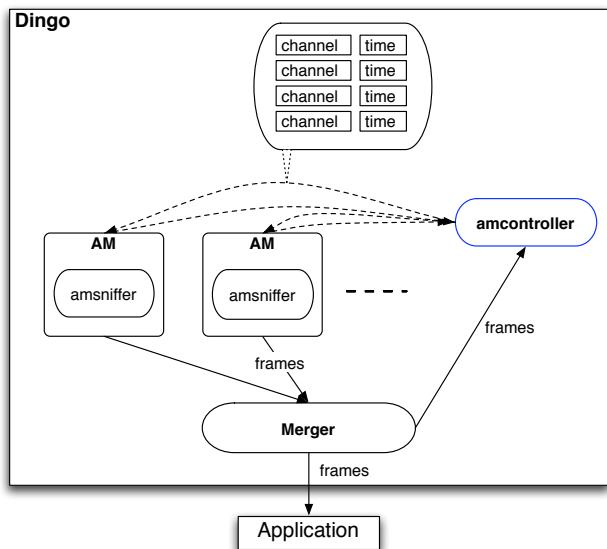 Dingo
channel time
channel time
channel time
channel time
amcontroller
AM AM
amsniffer amsniffer
frames
frames
Merger
frames
Application